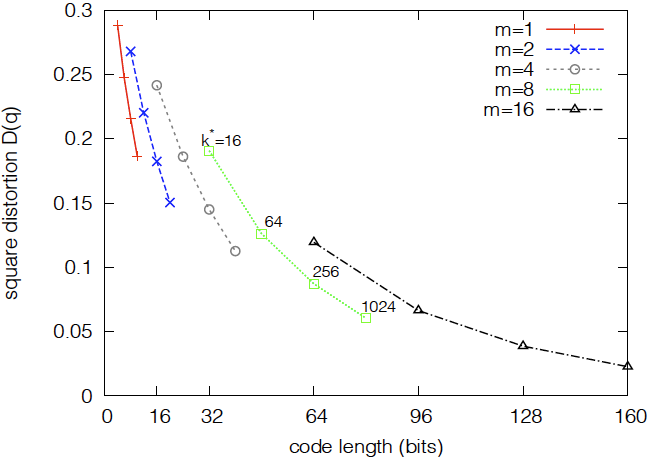 0.3
m=1
m=2
0.25
m=4
m=8
m=16
0.2
k*=16
0.15
64
0.1
256
1024
0.05
0
0 16 32 64 96 128 160
square distortion D(q)
code length (bits)